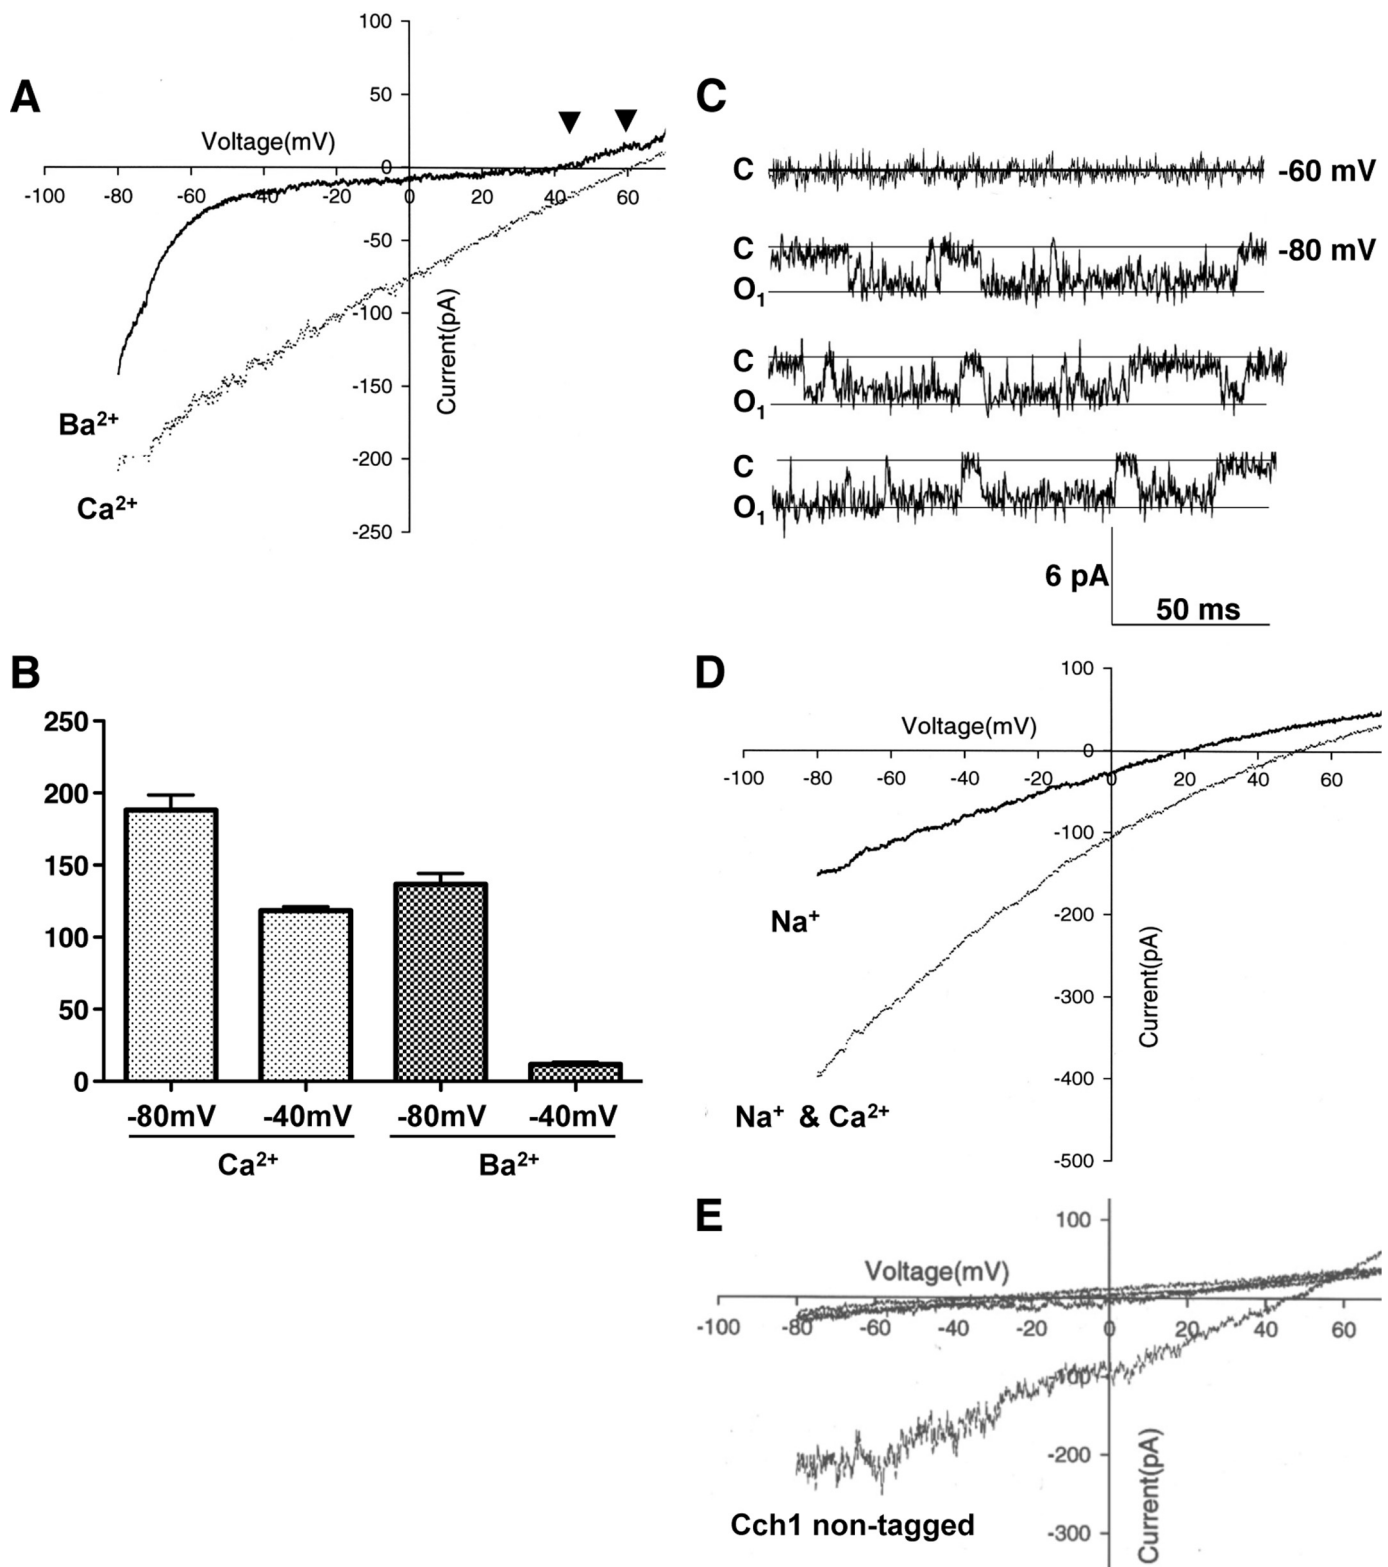 A
100
50
Voltage(mV)
0
-100 -80 -60 -40 -20 0 20 40 60
-50
-100
-150
-200
-250
Current(pA)
Ba²⁺
Ca²⁺
C
C -60 mV
C -80 mV
O₁
C
O₁
C
O₁
6 pA
50 ms
B
250
200
150
100
50
0
-80mV -40mV -80mV -40mV
Ca²⁺ Ba²⁺
D
100
Voltage(mV)
0
-100 -80 -60 -40 -20 0 20 40 60
-100
-200
-300
-400
-500
Current(pA)
Na⁺
Na⁺ & Ca²⁺
E
100
Voltage(mV)
-100 -80 -60 -40 -20 0 20 40 60
-100
-200
-300
Current(pA)
Cch1 non-tagged